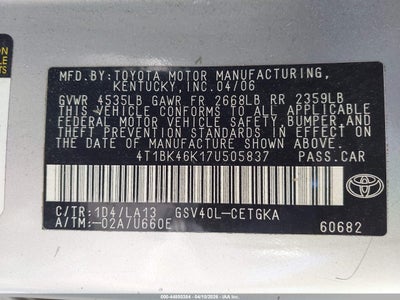 MFD.BY:TOYOTA MOTOR MANUFACTURING,
KENTUCKY,INC.04/06
GVWR 4535LB GAWR FR 2668LB RR 2359LB
THIS VEHICLE CONFORMS TO ALL APPLICABLE
FEDERAL MOTOR VEHICLE SAFETY, BUMPER, AND
THEFT PREVENTION STANDARDS IN EFFECT ON
THE DATE OF MANUFACTURE SHOWN ABOVE.
4T1BK46K17U505837 PASS.CAR
TOYOTA
C/TR:1D4/LA13 GSV40L-CETGKA
A/TM:-02A/U660E
60682